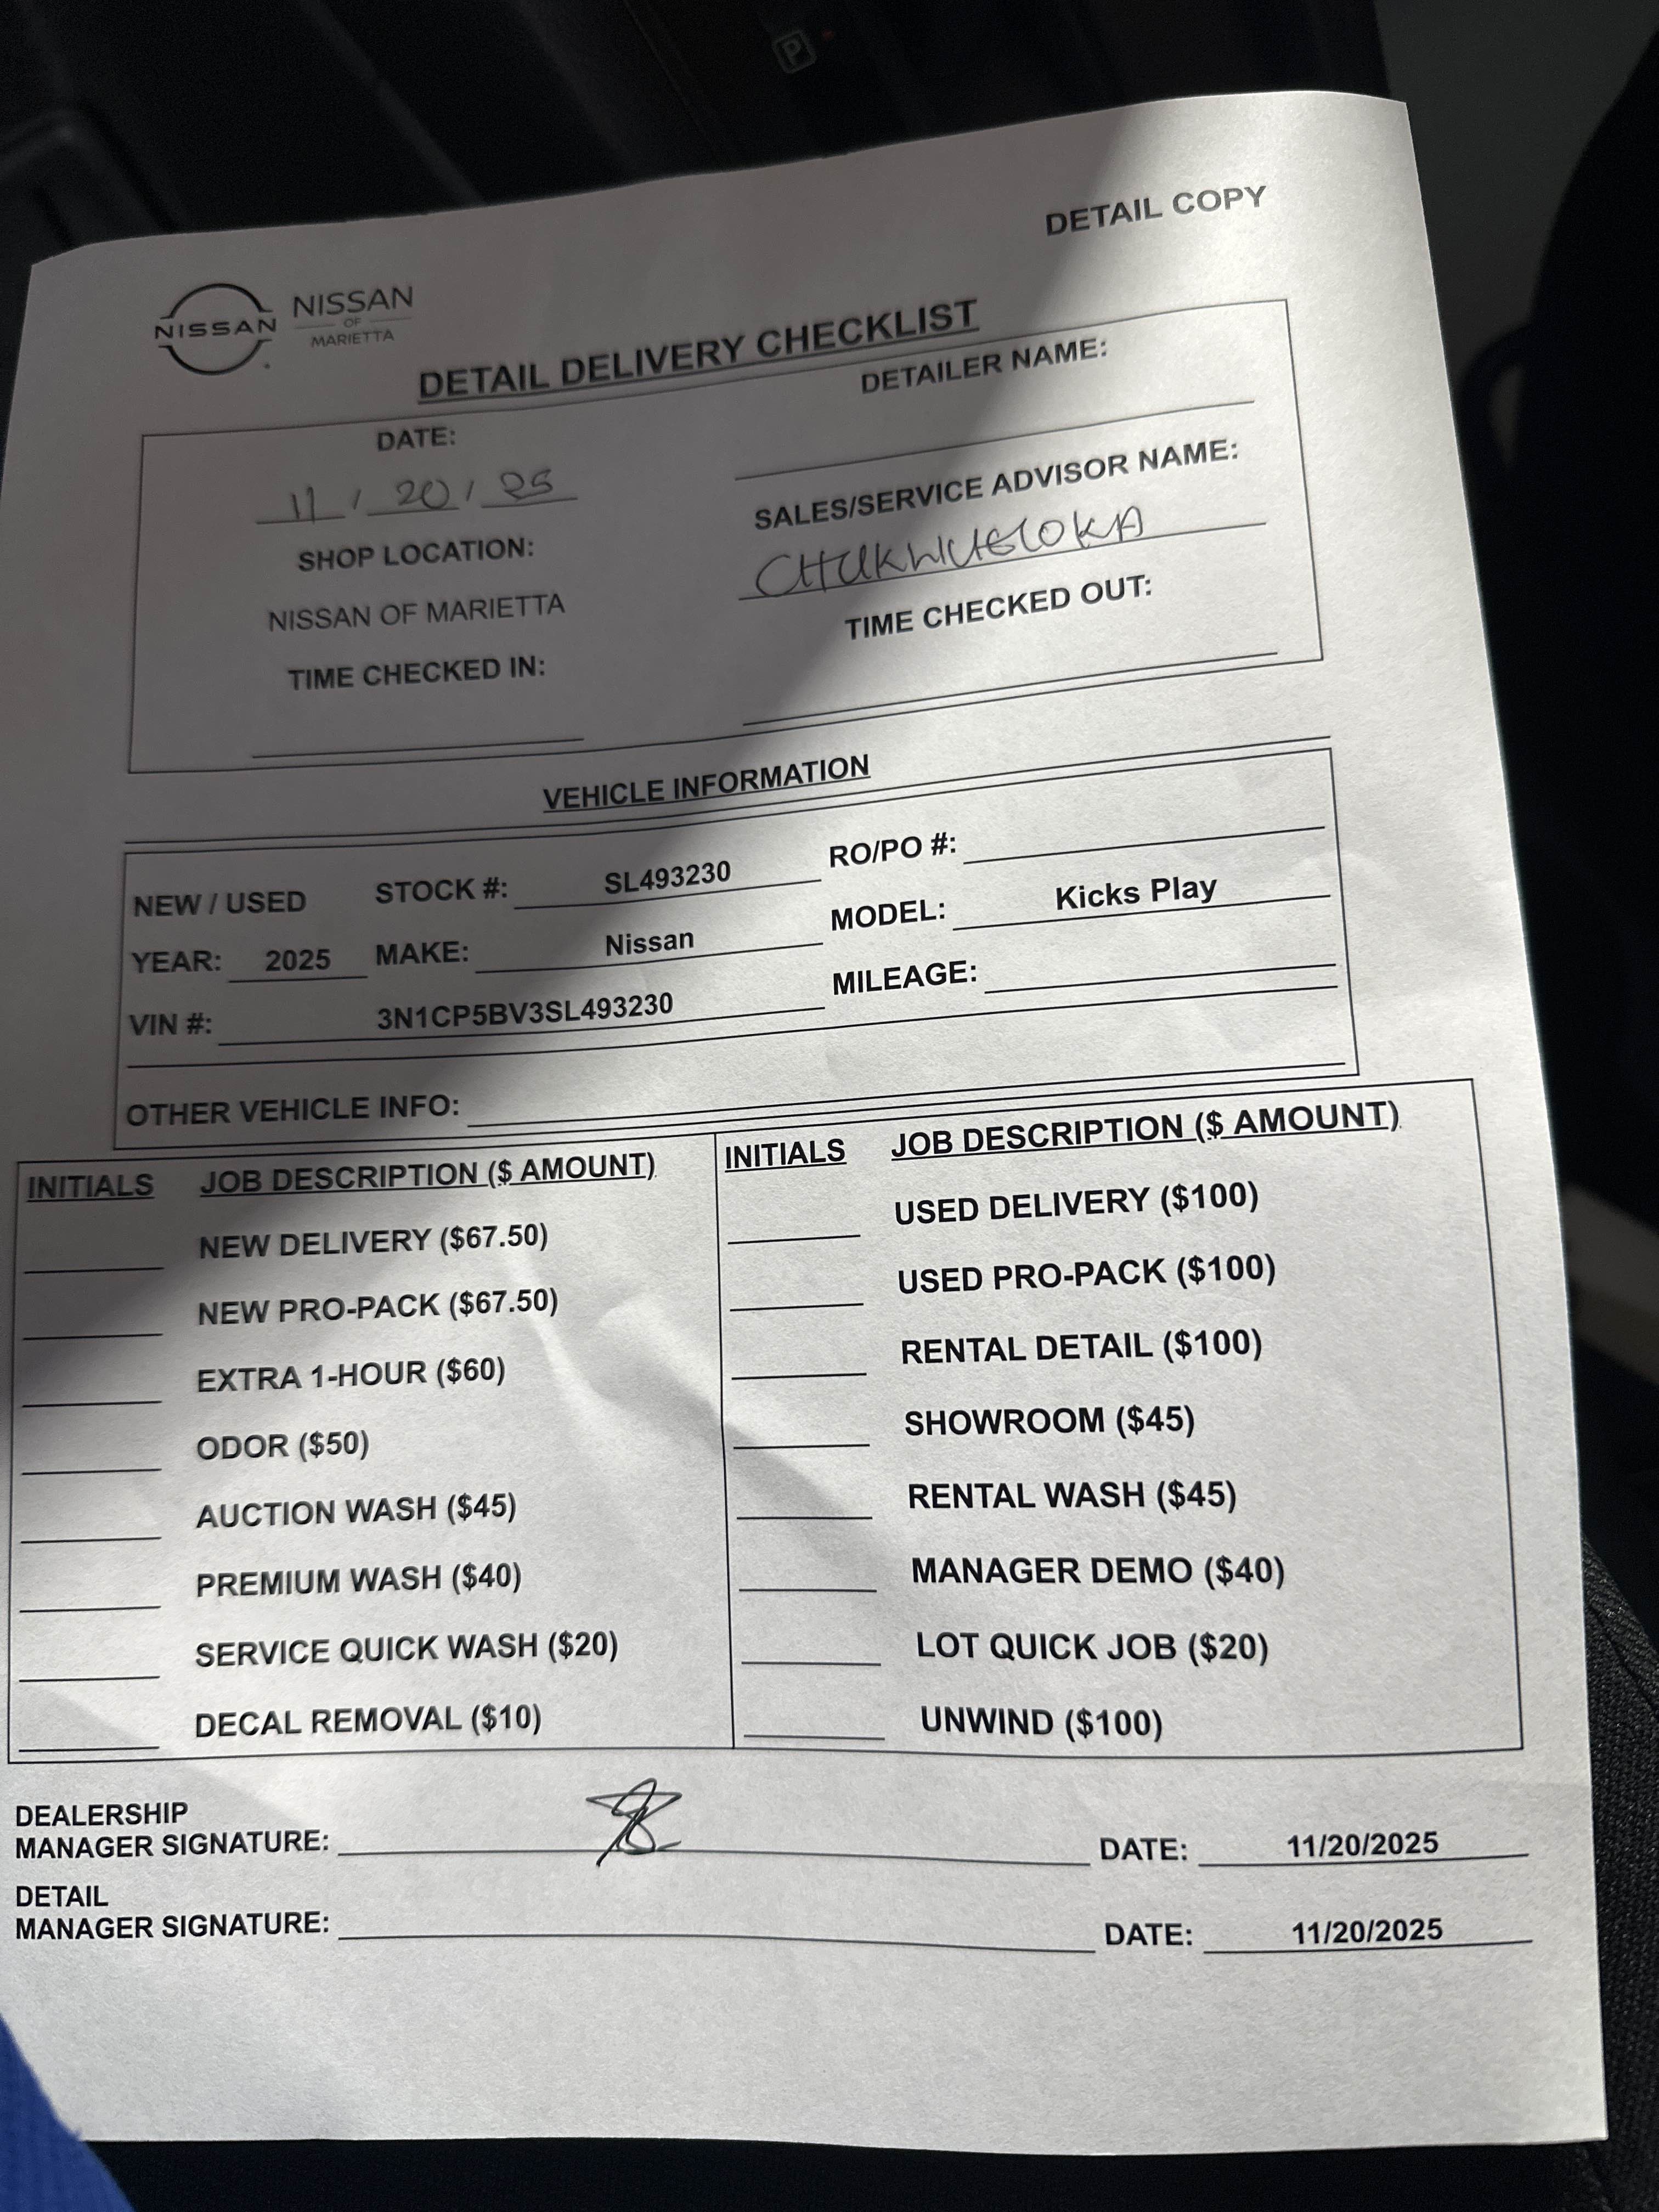 DETAIL COPY
NISSAN NISSAN
OF
MARIETTA
DETAIL DELIVERY CHECKLIST
DATE: DETAILER NAME:
11 / 20 / 25
SALES/SERVICE ADVISOR NAME:
SHOP LOCATION:
NISSAN OF MARIETTA
TIME CHECKED IN: TIME CHECKED OUT:
VEHICLE INFORMATION
NEW / USED STOCK #: SL493230 RO/PO #:
YEAR: 2025 MAKE: Nissan MODEL: Kicks Play
VIN #: 3N1CP5BV3SL493230 MILEAGE:
OTHER VEHICLE INFO:
INITIALS JOB DESCRIPTION ($ AMOUNT) INITIALS JOB DESCRIPTION ($ AMOUNT)
NEW DELIVERY ($67.50) USED DELIVERY ($100)
NEW PRO-PACK ($67.50) USED PRO-PACK ($100)
EXTRA 1-HOUR ($60) RENTAL DETAIL ($100)
ODOR ($50) SHOWROOM ($45)
AUCTION WASH ($45) RENTAL WASH ($45)
PREMIUM WASH ($40) MANAGER DEMO ($40)
SERVICE QUICK WASH ($20) LOT QUICK JOB ($20)
DECAL REMOVAL ($10) UNWIND ($100)
DEALERSHIP
MANAGER SIGNATURE: DATE: 11/20/2025
DETAIL
MANAGER SIGNATURE: DATE: 11/20/2025
P